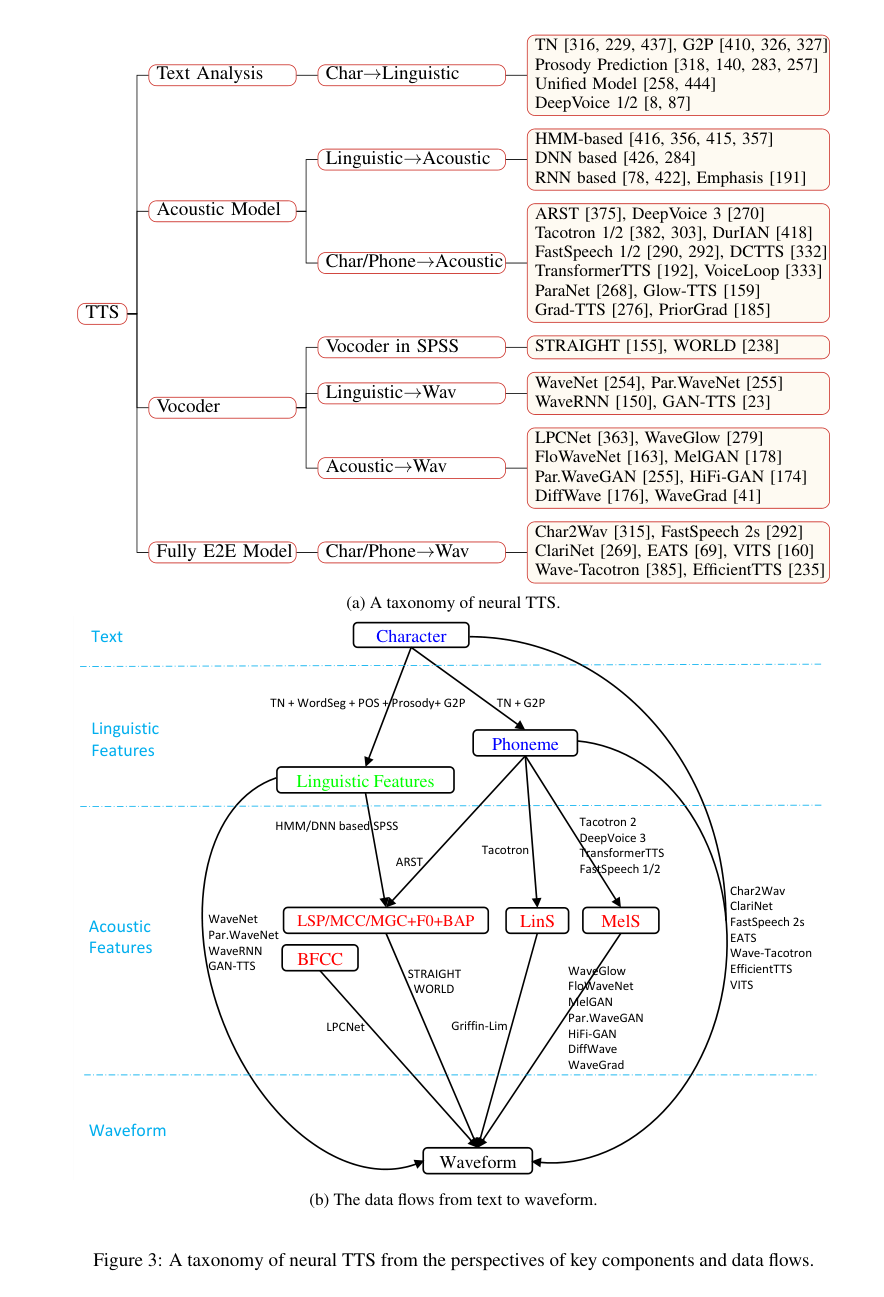 TN [316, 229, 437], G2P [410, 326, 327]
Prosody Prediction [318, 140, 283, 257]
Text Analysis
Char→Linguistic
Unified Model [258, 444]
DeepVoice 1/2 [8, 87]
HMM-based [416, 356, 415, 357]
Linguistic→Acoustic
DNN based [426, 284]
RNN based [78, 422], Emphasis [191]
Acoustic Model
ARST [375], DeepVoice 3 [270]
Tacotron 1/2 [382, 303], DurIAN [418]
FastSpeech 1/2 [290, 292], DCTTS [332]
Char/Phone→Acoustic
TransformerTTS [192], VoiceLoop [333]
ParaNet [268], Glow-TTS [159]
Grad-TTS [276], PriorGrad [185]
TTS
Vocoder in SPSS
STRAIGHT [155], WORLD [238]
Linguistic→Wav
WaveNet [254], Par.WaveNet [255]
WaveRNN [150], GAN-TTS [23]
Vocoder
LPCNet [363], WaveGlow [279]
FloWaveNet [163], MelGAN [178]
Acoustic→Wav
Par.WaveGAN [255], HiFi-GAN [174]
DiffWave [176], WaveGrad [41]
Char2Wav [315], FastSpeech 2s [292]
Fully E2E Model
Char/Phone→Wav
ClariNet [269], EATS [69], VITS [160]
Wave-Tacotron [385], EfficientTTS [235]
(a) A taxonomy of neural TTS.
Text
Character
TN + WordSeg + POS + Prosody+ G2P
TN + G2P
Linguistic
Features
Phoneme
Linguistic Features
HMM/DNN based SPSS
ARST
Tacotron
Tacotron 2
DeepVoice 3
TransformerTTS
FastSpeech 1/2
Acoustic
Features
WaveNet
Par.WaveNet
WaveRNN
GAN-TTS
LSP/MCC/MGC+F0+BAP
LinS
MelS
BFCC
Char2Wav
ClariNet
FastSpeech 2s
EATS
Wave-Tacotron
EfficientTTS
VITS
STRAIGHT
WORLD
LPCNet
Griffin-Lim
WaveGlow
FloWaveNet
MelGAN
Par.WaveGAN
HiFi-GAN
DiffWave
WaveGrad
Waveform
Waveform
(b) The data flows from text to waveform.
Figure 3: A taxonomy of neural TTS from the perspectives of key components and data flows.